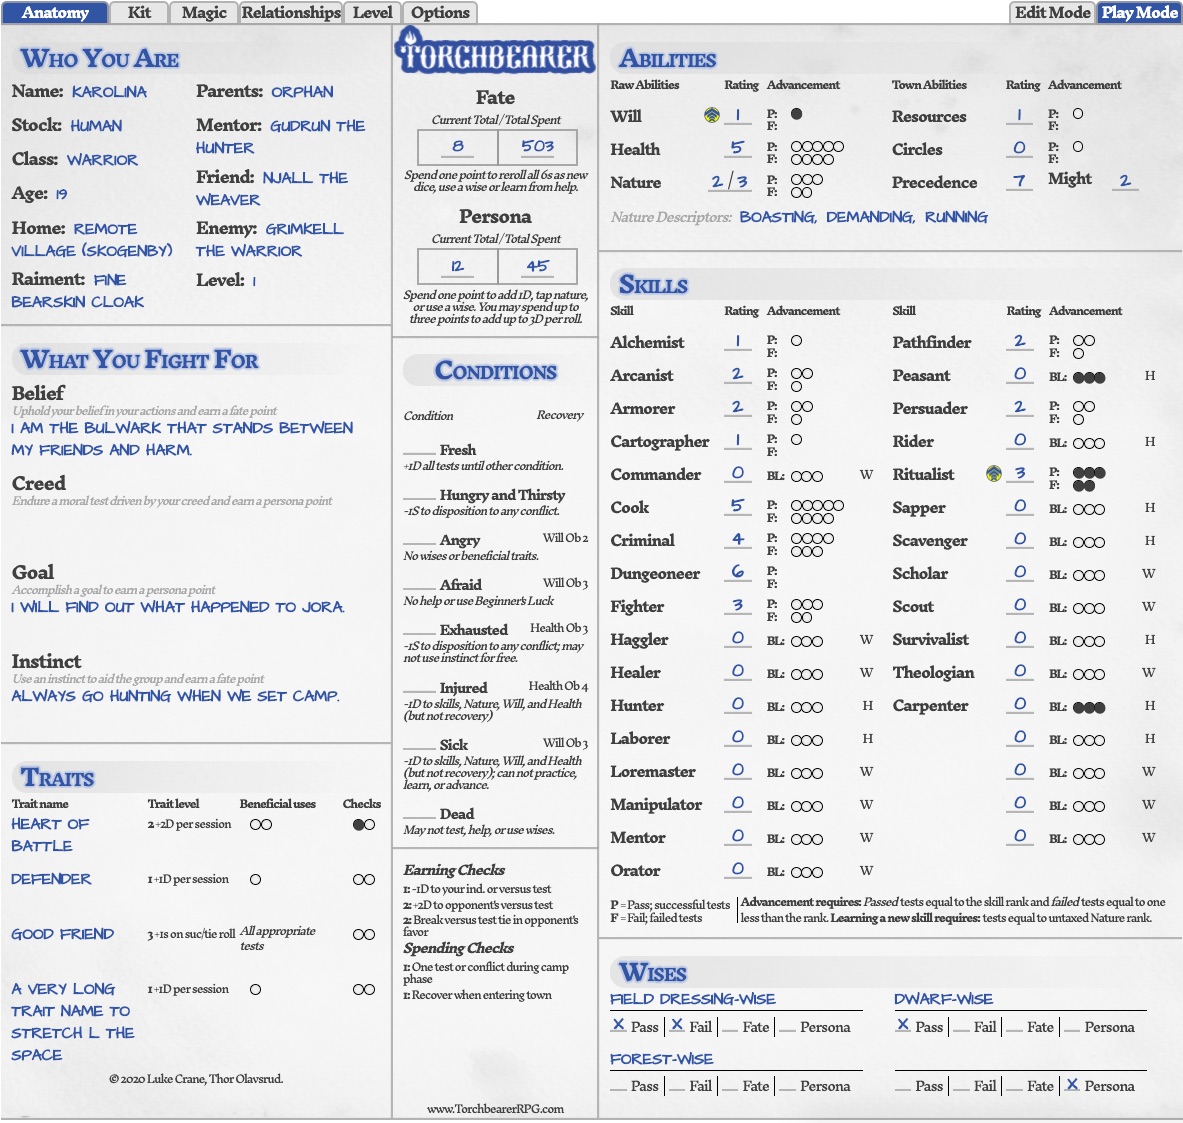 Anatomy Kit Magic Relationships Level Options Edit Mode Play Mode
WHO YOU ARE
Name: KAROLINA
Stock: HUMAN
Class: WARRIOR
Age: 19
Home: REMOTE
VILLAGE (SKOGENBY)
Raiment: FINE
BEARSKIN CLOAK
Parents: ORPHAN
Mentor: GUDRUN THE
HUNTER
Friend: NJALL THE
WEAVER
Enemy: GRIMKELL
THE WARRIOR
Level: 1
WHAT YOU FIGHT FOR
Belief
Uphold your belief in your actions and earn a fate point
I AM THE BULWARK THAT STANDS BETWEEN
MY FRIENDS AND HARM.
Creed
Endure a moral test driven by your creed and earn a persona point
Goal
Accomplish a goal to earn a persona point
I WILL FIND OUT WHAT HAPPENED TO JORA.
Instinct
Use an instinct to aid the group and earn a fate point
ALWAYS GO HUNTING WHEN WE SET CAMP.
TRAITS
Trait name Trait level Beneficial uses Checks
HEART OF
BATTLE
2 +2D per session
DEFENDER 1 +1D per session
GOOD FRIEND 3 +1s on suc/tie roll All appropriate
tests
A VERY LONG
TRAIT NAME TO
STRETCH L THE
SPACE
1 +1D per session
© 2020 Luke Crane, Thor Olavsrud.
TORCHBEARER
Fate
Current Total / Total Spent
8 503
Spend one point to reroll all 6s as new
dice, use a wise or learn from help.
Persona
Current Total / Total Spent
12 45
Spend one point to add 1D, tap nature,
or use a wise. You may spend up to
three points to add up to 3D per roll.
CONDITIONS
Condition Recovery
Fresh
+1D all tests until other condition.
Hungry and Thirsty
-1S to disposition to any conflict.
Angry Will Ob 2
No wises or beneficial traits.
Afraid Will Ob 3
No help or use Beginner's Luck
Exhausted Health Ob 3
-1S to disposition to any conflict; may
not use instinct for free.
Injured Health Ob 4
-1D to skills, Nature, Will, and Health
(but not recovery)
Sick Will Ob 3
-1D to skills, Nature, Will, and Health
(but not recovery); can not practice,
learn, or advance.
Dead
May not test, help, or use wises.
Earning Checks
1: -1D to your ind. or versus test
2: +2D to opponent's versus test
2: Break versus test tie in opponent's
favor
Spending Checks
1: One test or conflict during camp
phase
1: Recover when entering town
www.TorchbearerRPG.com
ABILITIES
Raw Abilities Rating Advancement Town Abilities Rating Advancement
Will 1 P: F: Resources 1 P: F:
Health 5 P: F: Circles 0 P: F:
Nature 2 / 3 P: F: Precedence 7 Might 2
Nature Descriptors: BOASTING, DEMANDING, RUNNING
SKILLS
Skill Rating Advancement Skill Rating Advancement
Alchemist 1 P: F: Pathfinder 2 P: F:
Arcanist 2 P: F: Peasant 0 BL: H
Armorer 2 P: F: Persuader 2 P: F:
Cartographer 1 P: F: Rider 0 BL: H
Commander 0 BL: W Ritualist 3 P: F:
Cook 5 P: F: Sapper 0 BL: H
Criminal 4 P: F: Scavenger 0 BL: H
Dungeoneer 6 P: F: Scholar 0 BL: W
Fighter 3 P: F: Scout 0 BL: W
Haggler 0 BL: W Survivalist 0 BL: H
Healer 0 BL: W Theologian 0 BL: W
Hunter 0 BL: H Carpenter 0 BL: H
Laborer 0 BL: H 0 BL: H
Loremaster 0 BL: W 0 BL: W
Manipulator 0 BL: W 0 BL: W
Mentor 0 BL: W 0 BL: W
Orator 0 BL: W
P = Pass; successful tests
F = Fail; failed tests
Advancement requires: Passed tests equal to the skill rank and failed tests equal to one
less than the rank. Learning a new skill requires: tests equal to untaxed Nature rank.
WISES
FIELD DRESSING-WISE DWARF-WISE
X Pass X Fail Fate Persona X Pass Fail Fate Persona
FOREST-WISE
Pass Fail Fate Persona Pass Fail Fate X Persona